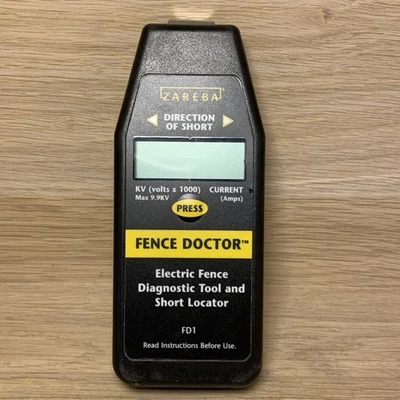 ZAREBA
DIRECTION
OF SHORT
KV (volts x 1000) CURRENT
Max 9.9KV (Amps)
PRESS
FENCE DOCTOR™
Electric Fence
Diagnostic Tool and
Short Locator
FD1
Read Instructions Before Use.